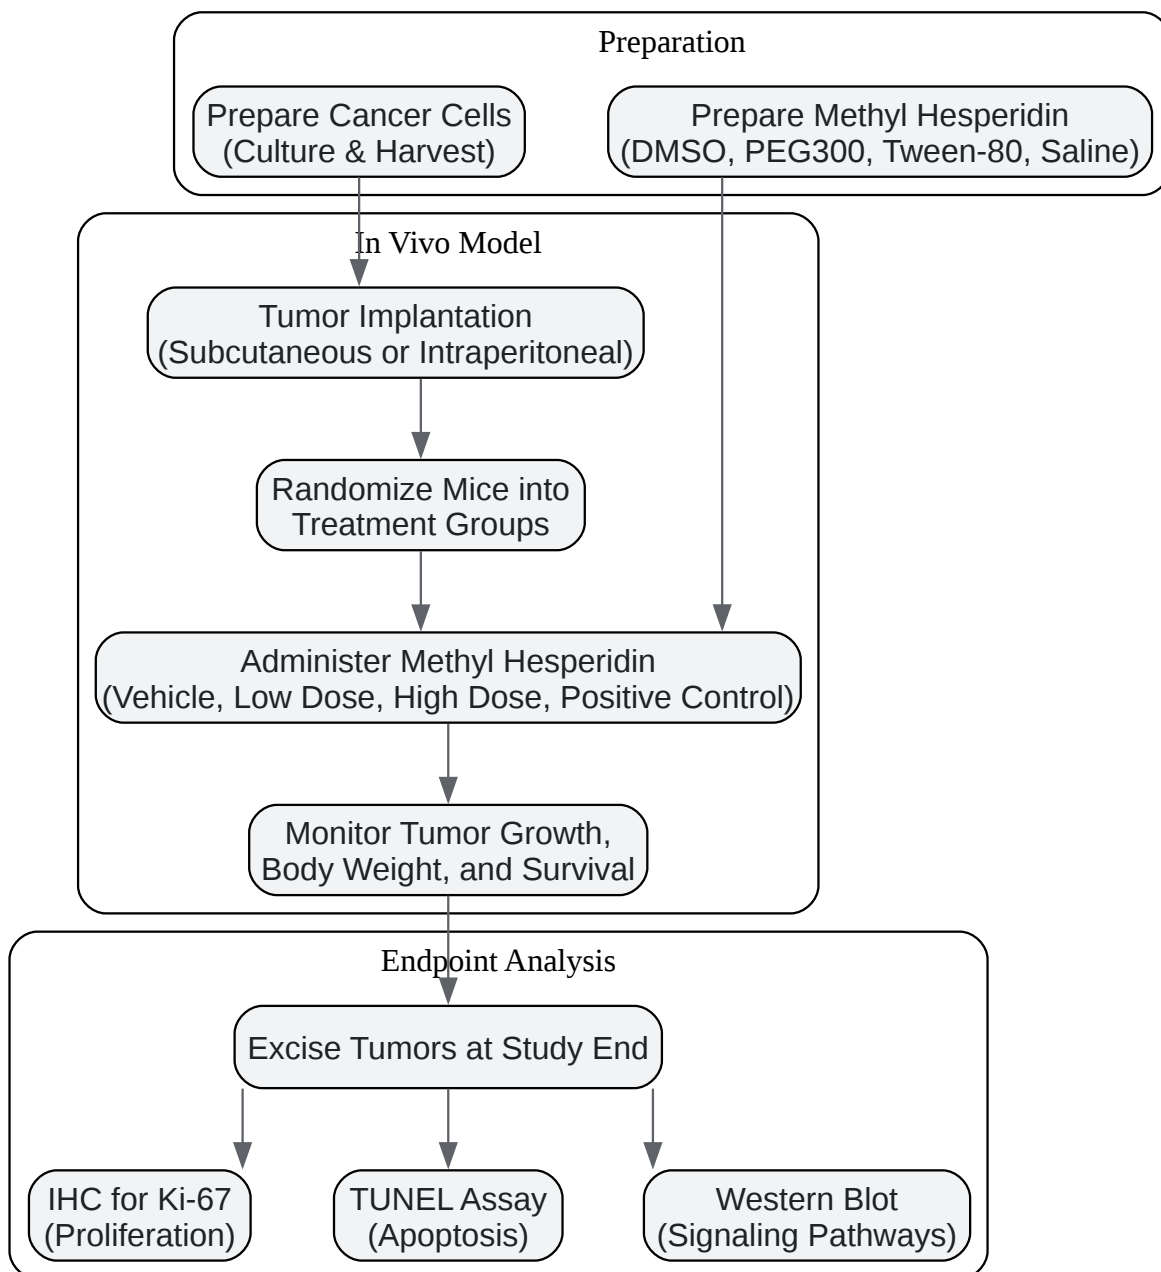 Preparation
Prepare Cancer Cells
(Culture & Harvest)
Prepare Methyl Hesperidin
(DMSO, PEG300, Tween-80, Saline)
In Vivo Model
Tumor Implantation
(Subcutaneous or Intraperitoneal)
Randomize Mice into
Treatment Groups
Administer Methyl Hesperidin
(Vehicle, Low Dose, High Dose, Positive Control)
Monitor Tumor Growth,
Body Weight, and Survival
Endpoint Analysis
Excise Tumors at Study End
IHC for Ki-67
(Proliferation)
TUNEL Assay
(Apoptosis)
Western Blot
(Signaling Pathways)